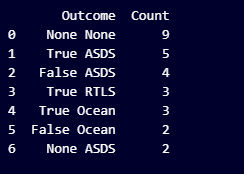 Outcome Count
0 None None 9
1 True ASDS 5
2 False ASDS 4
3 True RTLS 3
4 True Ocean 3
5 False Ocean 2
6 None ASDS 2